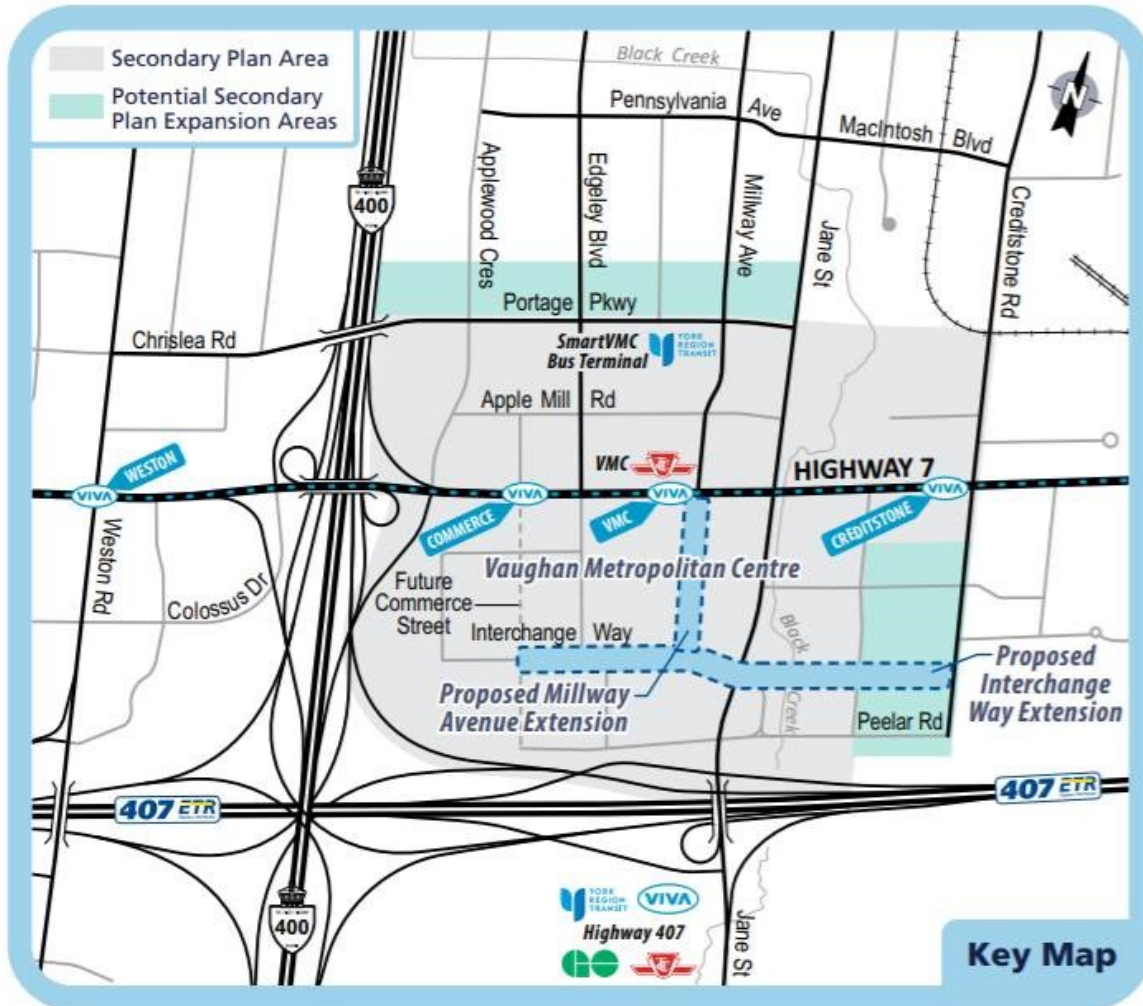 Secondary Plan Area
Potential Secondary
Plan Expansion Areas
Black Creek
N
Pennsylvania Ave
MacIntosh Blvd
400
Applewood Cres
Edgeley Blvd
Millway Ave
Jane St
Creditstone Rd
Portage Pkwy
Chrislea Rd
SmartVMC
Bus Terminal
YORK
REGION
TRANSIT
Apple Mill Rd
WESTON
VIVA
VMC
HIGHWAY 7
VIVA
VIVA
VIVA
COMMERCE
VMC
CREDITSTONE
Weston Rd
Vaughan Metropolitan Centre
Colossus Dr
Future
Commerce
Street
Interchange Way
Black Creek
Proposed Millway
Avenue Extension
Proposed
Interchange
Way Extension
Peelar Rd
407 ETR
407 ETR
400
YORK
REGION
TRANSIT
VIVA
Highway 407
GO
Jane St
Key Map